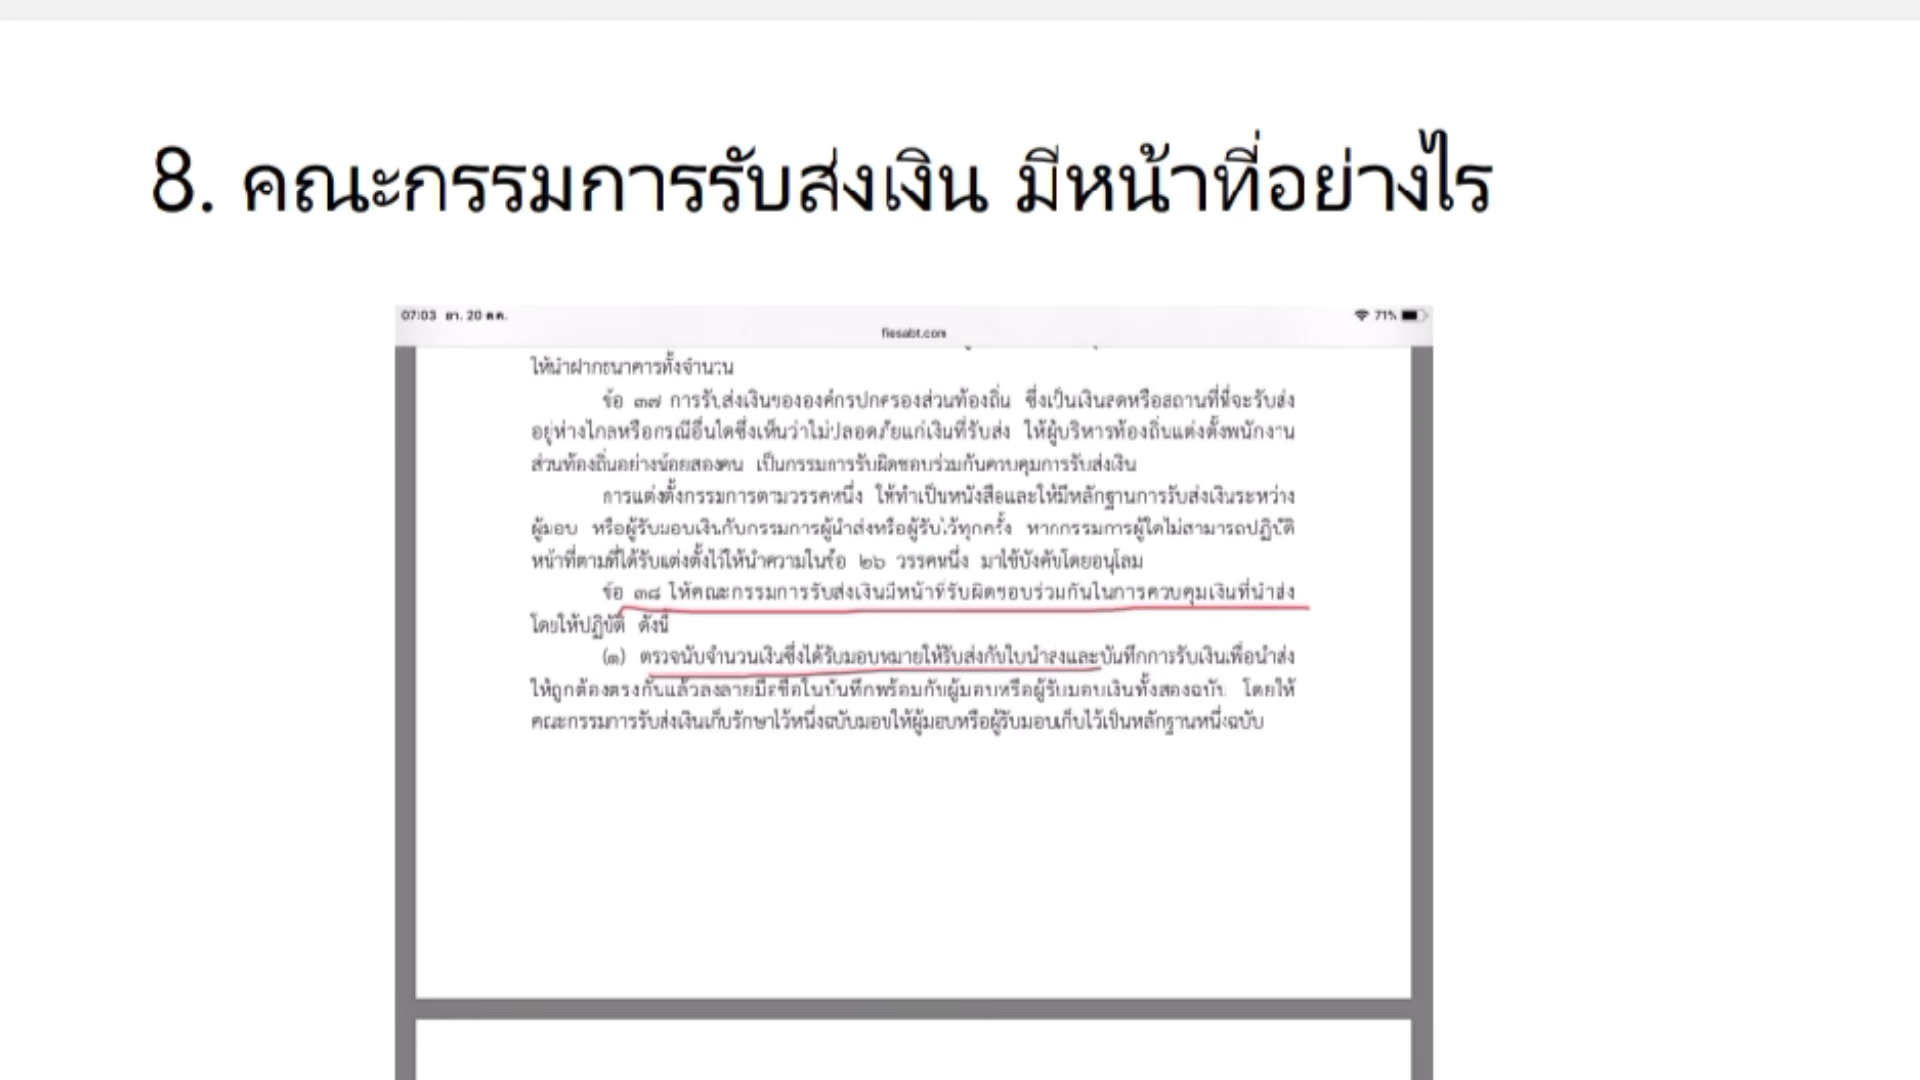 8. คณะกรรมการรับส่งเงิน มีหน้าที่อย่างไร
07:03 อา. 20 ต.ค.
71%
fiesabt.com
ให้นำฝากธนาคารทั้งจำนวน
ข้อ ๓๗ การรับส่งเงินขององค์กรปกครองส่วนท้องถิ่น ซึ่งเป็นเงินสดหรือสถานที่ที่จะรับส่ง
อยู่ห่างไกลหรือกรณีอื่นใดซึ่งเห็นว่าไม่ปลอดภัยแก่เงินที่รับส่ง ให้ผู้บริหารท้องถิ่นแต่งตั้งพนักงาน
ส่วนท้องถิ่นอย่างน้อยสองคน เป็นกรรมการรับผิดชอบร่วมกันควบคุมการรับส่งเงิน
การแต่งตั้งกรรมการตามวรรคหนึ่ง ให้ทำเป็นหนังสือและให้มีหลักฐานการรับส่งเงินระหว่าง
ผู้มอบ หรือผู้รับมอบเงินกับกรรมการผู้นำส่งหรือผู้รับไว้ทุกครั้ง หากกรรมการผู้ใดไม่สามารถปฏิบัติ
หน้าที่ตามที่ได้รับแต่งตั้งไว้ให้นำความในข้อ ๒๖ วรรคหนึ่ง มาใช้บังคับโดยอนุโลม
ข้อ ๓๘ ให้คณะกรรมการรับส่งเงินมีหน้าที่รับผิดชอบร่วมกันในการควบคุมเงินที่นำส่ง
โดยให้ปฏิบัติ ดังนี้
(๑) ตรวจนับจำนวนเงินซึ่งได้รับมอบหมายให้รับส่งกับใบนำส่งและบันทึกการรับเงินเพื่อนำส่ง
ให้ถูกต้องตรงกันแล้วลงลายมือชื่อในบันทึกพร้อมกับผู้มอบหรือผู้รับมอบเงินทั้งสองฉบับ โดยให้
คณะกรรมการรับส่งเงินเก็บรักษาไว้หนึ่งฉบับมอบให้ผู้มอบหรือผู้รับมอบเก็บไว้เป็นหลักฐานหนึ่งฉบับ